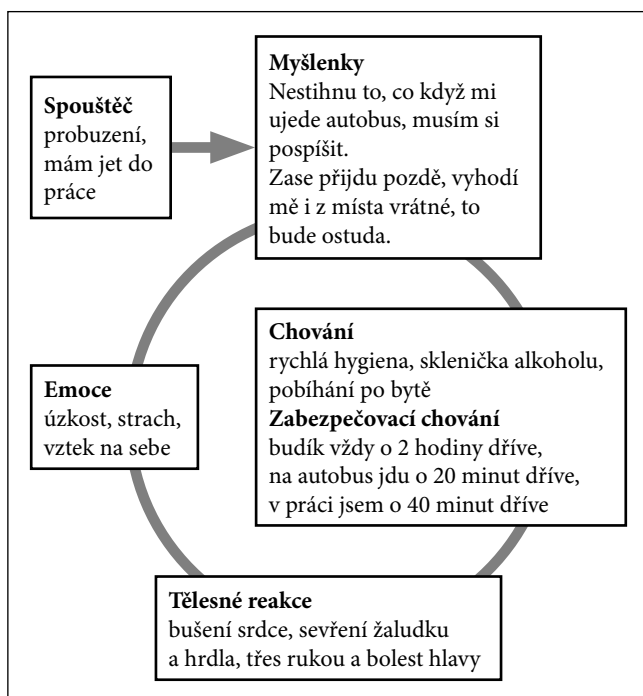 Spouštěč
probuzení,
mám jet do
práce
Myšlenky
Nestihnu to, co když mi
ujede autobus, musím si
pospíšit.
Zase přijdu pozdě, vyhodí
mě i z místa vrátné, to
bude ostuda.
Chování
rychlá hygiena, sklenička alkoholu,
pobíhání po bytě
Zabezpečovací chování
budík vždy o 2 hodiny dříve,
na autobus jdu o 20 minut dříve,
v práci jsem o 40 minut dříve
Emoce
úzkost, strach,
vztek na sebe
Tělesné reakce
bušení srdce, sevření žaludku
a hrdla, třes rukou a bolest hlavy